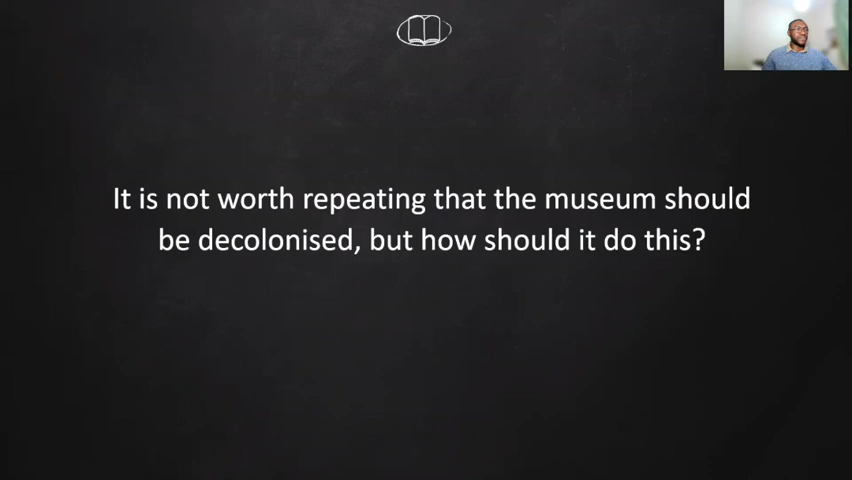 It is not worth repeating that the museum should
be decolonised, but how should it do this?